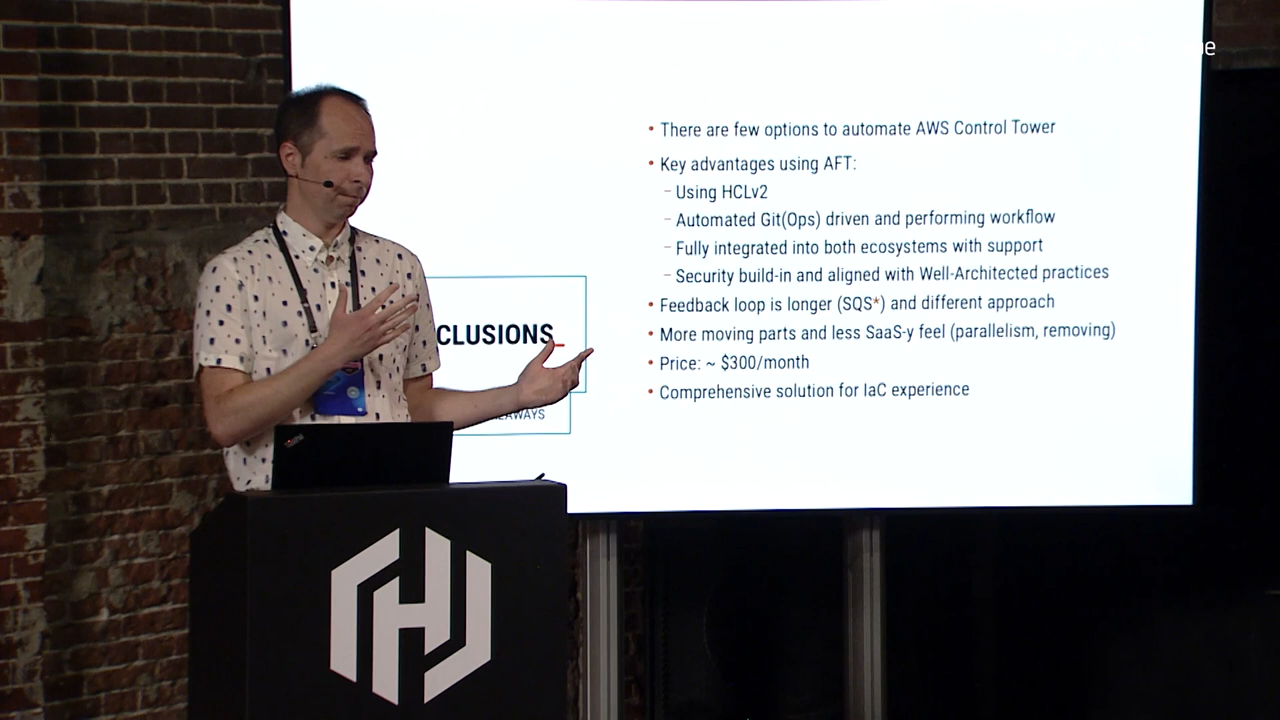 There are few options to automate AWS Control Tower
• Key advantages using AFT:
– Using HCLv2
– Automated Git(Ops) driven and performing workflow
– Fully integrated into both ecosystems with support
– Security build-in and aligned with Well-Architected practices
• Feedback loop is longer (SQS*) and different approach
• More moving parts and less SaaS-y feel (parallelism, removing)
• Price: ~ $300/month
• Comprehensive solution for IaC experience
CLUSIONS_